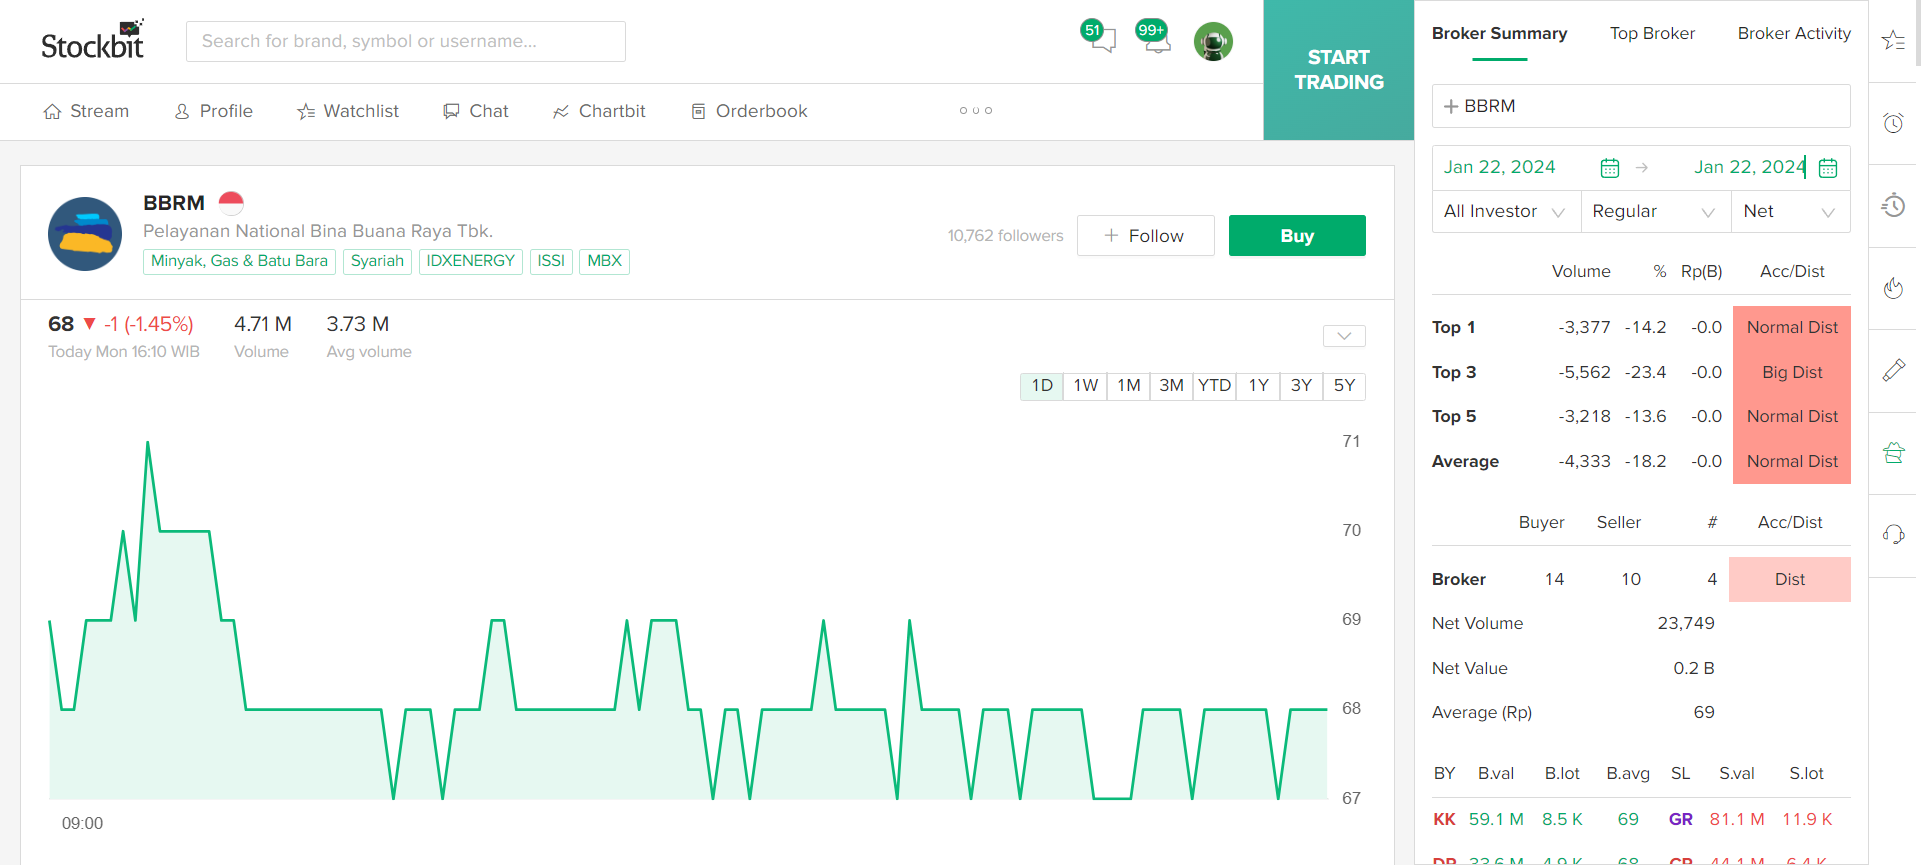 Stockbit
Search for brand, symbol or username...
51
99+
START
TRADING
Stream
Profile
Watchlist
Chat
Chartbit
Orderbook
BBRM
Pelayanan National Bina Buana Raya Tbk.
Minyak, Gas & Batu Bara
Syariah
IDXENERGY
ISSI
MBX
10,762 followers
+ Follow
Buy
68 ▼ -1 (-1.45%)
Today Mon 16:10 WIB
4.71 M
Volume
3.73 M
Avg volume
1D 1W 1M 3M YTD 1Y 3Y 5Y
71
70
69
68
67
09:00
Broker Summary Top Broker Broker Activity
+ BBRM
Jan 22, 2024 → Jan 22, 2024
All Investor Regular Net
Volume % Rp(B) Acc/Dist
Top 1 -3,377 -14.2 -0.0 Normal Dist
Top 3 -5,562 -23.4 -0.0 Big Dist
Top 5 -3,218 -13.6 -0.0 Normal Dist
Average -4,333 -18.2 -0.0 Normal Dist
Buyer Seller # Acc/Dist
Broker 14 10 4 Dist
Net Volume 23,749
Net Value 0.2 B
Average (Rp) 69
BY B.val B.lot B.avg SL S.val S.lot
KK 59.1 M 8.5 K 69 GR 81.1 M 11.9 K